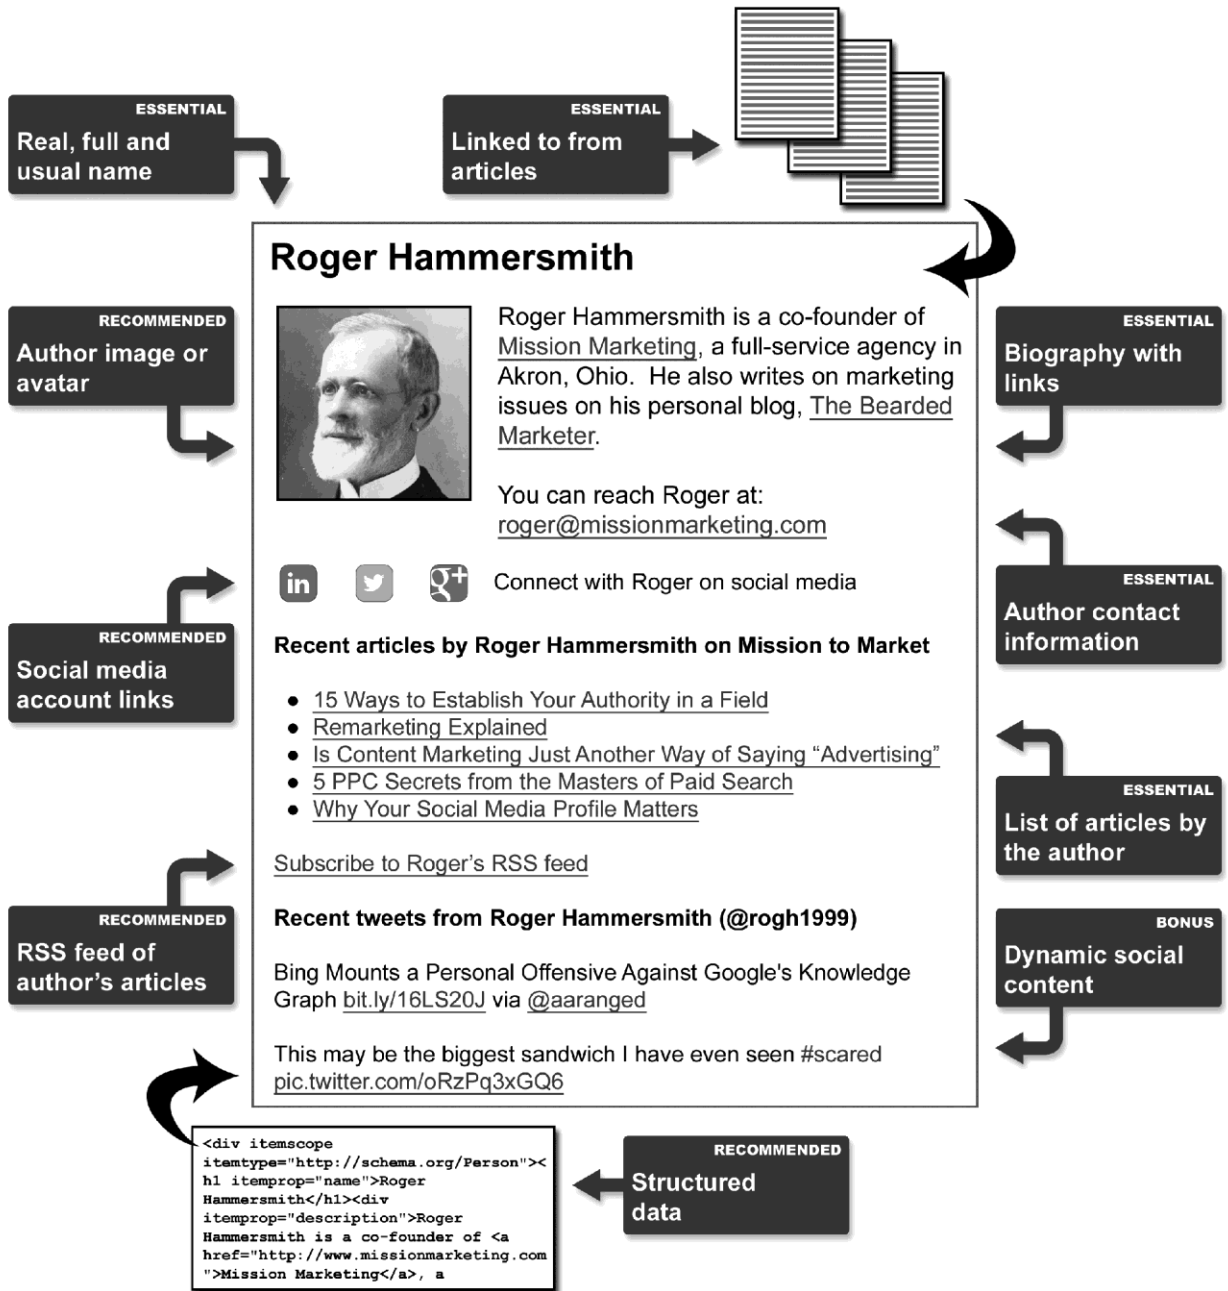 ESSENTIAL
Real, full and
usual name
ESSENTIAL
Linked to from
articles
Roger Hammersmith
RECOMMENDED
Author image or
avatar
Roger Hammersmith is a co-founder of
Mission Marketing, a full-service agency in
Akron, Ohio. He also writes on marketing
issues on his personal blog, The Bearded
Marketer.
ESSENTIAL
Biography with
links
You can reach Roger at:
roger@missionmarketing.com
in
g+
Connect with Roger on social media
ESSENTIAL
Author contact
information
RECOMMENDED
Social media
account links
Recent articles by Roger Hammersmith on Mission to Market
15 Ways to Establish Your Authority in a Field
Remarketing Explained
Is Content Marketing Just Another Way of Saying “Advertising”
5 PPC Secrets from the Masters of Paid Search
Why Your Social Media Profile Matters
ESSENTIAL
List of articles by
the author
Subscribe to Roger’s RSS feed
RECOMMENDED
RSS feed of
author’s articles
Recent tweets from Roger Hammersmith (@rogh1999)
BONUS
Dynamic social
content
Bing Mounts a Personal Offensive Against Google's Knowledge
Graph bit.ly/16LS20J via @aaranged
This may be the biggest sandwich I have even seen #scared
pic.twitter.com/oRzPq3xGQ6
<div itemscope
itemtype="http://schema.org/Person"><
h1 itemprop="name">Roger
Hammersmith</h1><div
itemprop="description">Roger
Hammersmith is a co-founder of <a
href="http://www.missionmarketing.com
">Mission Marketing</a>, a
RECOMMENDED
Structured
data